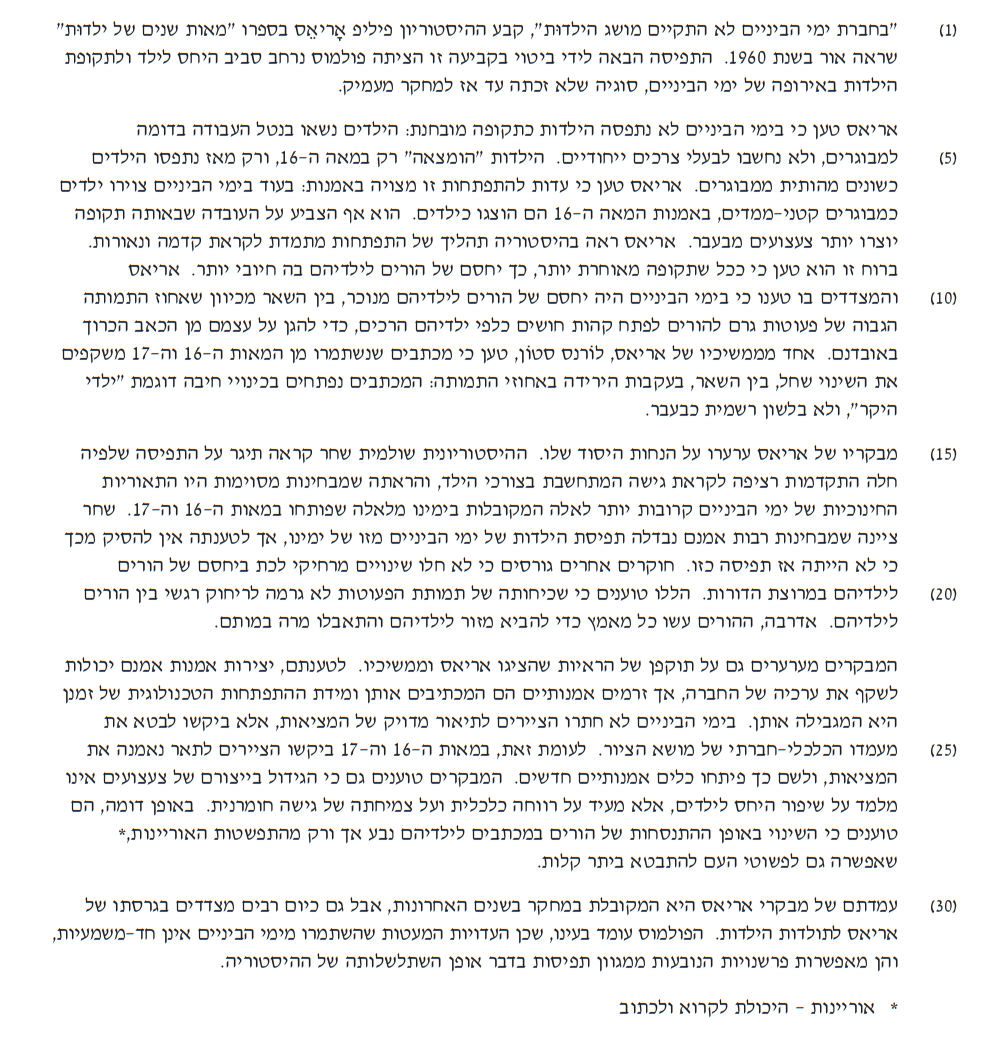 (1) "בחברת ימי הביניים לא התקיים מושג הילדוּת", קבע ההיסטוריון פיליפ אָריאֶס בספרו "מאות שנים של ילדוּת"
שראה אור בשנת 1960. התפיסה הבאה לידי ביטוי בקביעה זו הציתה פולמוס נרחב סביב היחס לילד ולתקופת
הילדות באירופה של ימי הביניים, סוגיה שלא זכתה עד אז למחקר מעמיק.
אריאס טען כי בימי הביניים לא נתפסה הילדות כתקופה מובחנת: הילדים נשאו בנטל העבודה בדומה
(5) למבוגרים, ולא נחשבו לבעלי צרכים ייחודיים. הילדות "הומצאה" רק במאה ה-16, ורק מאז נתפסו הילדים
כשונים מהותית ממבוגרים. אריאס טען כי עדות להתפתחות זו מצויה באמנות: בעוד בימי הביניים צוירו ילדים
כמבוגרים קטני-ממדים, באמנות המאה ה-16 הם הוצגו כילדים. הוא אף הצביע על העובדה שבאותה תקופה
יוצרו יותר צעצועים מבעבר. אריאס ראה בהיסטוריה תהליך של התפתחות מתמדת לקראת קדמה ונאורות.
ברוח זו הוא טען כי ככל שתקופה מאוחרת יותר, כך יחסם של הורים לילדיהם בה חיובי יותר. אריאס
(10) והמצדדים בו טענו כי בימי הביניים היה יחסם של הורים לילדיהם מנוכר, בין השאר מכיוון שאחוז התמותה
הגבוה של פעוטות גרם להורים לפתח קהות חושים כלפי ילדיהם הרכים, כדי להגן על עצמם מן הכאב הכרוך
באובדנם. אחד מממשיכיו של אריאס, לוֹרנס סטוֹן, טען כי מכתבים שנשתמרו מן המאות ה-16 וה-17 משקפים
את השינוי שחל, בין השאר, בעקבות הירידה באחוזי התמותה: המכתבים נפתחים בכינויי חיבה דוגמת "ילדי
היקר", ולא בלשון רשמית כבעבר.
(15) מבקריו של אריאס ערערו על הנחות היסוד שלו. ההיסטוריונית שולמית שחר קראה תיגר על התפיסה שלפיה
חלה התקדמות רציפה לקראת גישה המתחשבת בצורכי הילד, והראתה שמבחינות מסוימות היו התאוריות
החינוכיות של ימי הביניים קרובות יותר לאלה המקובלות בימינו מלאלה שפותחו במאות ה-16 וה-17. שחר
ציינה שמבחינות רבות אמנם נבדלה תפיסת הילדות של ימי הביניים מזו של ימינו, אך לטענתה אין להסיק מכך
כי לא הייתה אז תפיסה כזו. חוקרים אחרים גורסים כי לא חלו שינויים מרחיקי לכת ביחסם של הורים
(20) לילדיהם במרוצת הדורות. הללו טוענים כי שכיחותה של תמותת הפעוטות לא גרמה לריחוק רגשי בין הורים
לילדיהם. אדרבה, ההורים עשו כל מאמץ כדי להביא מזור לילדיהם והתאבלו מרה במותם.
המבקרים מערערים גם על תוקפן של הראיות שהציגו אריאס וממשיכיו. לטענתם, יצירות אמנות אמנם יכולות
לשקף את ערכיה של החברה, אך זרמים אמנותיים הם המכתיבים אותן ומידת ההתפתחות הטכנולוגית של זמנן
היא המגבילה אותן. בימי הביניים לא חתרו הציירים לתיאור מדויק של המציאות, אלא ביקשו לבטא את
(25) מעמדו הכלכלי-חברתי של מושא הציור. לעומת זאת, במאות ה-16 וה-17 ביקשו הציירים לתאר נאמנה את
המציאות, ולשם כך פיתחו כלים אמנותיים חדשים. המבקרים טוענים גם כי הגידול בייצורם של צעצועים אינו
מלמד על שיפור היחס לילדים, אלא מעיד על רווחה כלכלית ועל צמיחתה של גישה חומרנית. באופן דומה, הם
טוענים כי השינוי באופן ההתנסחות של הורים במכתבים לילדיהם נבע אך ורק מהתפשטות האוריינות,*
שאפשרה גם לפשוטי העם להתבטא ביתר קלות.
(30) עמדתם של מבקרי אריאס היא המקובלת במחקר בשנים האחרונות, אבל גם כיום רבים מצדדים בגרסתו של
אריאס לתולדות הילדות. הפולמוס עומד בעינו, שכן העדויות המעטות שהשתמרו מימי הביניים אינן חד-משמעיות,
והן מאפשרות פרשנויות הנובעות ממגוון תפיסות בדבר אופן השתלשלותה של ההיסטוריה.
* אוריינות - היכולת לקרוא ולכתוב